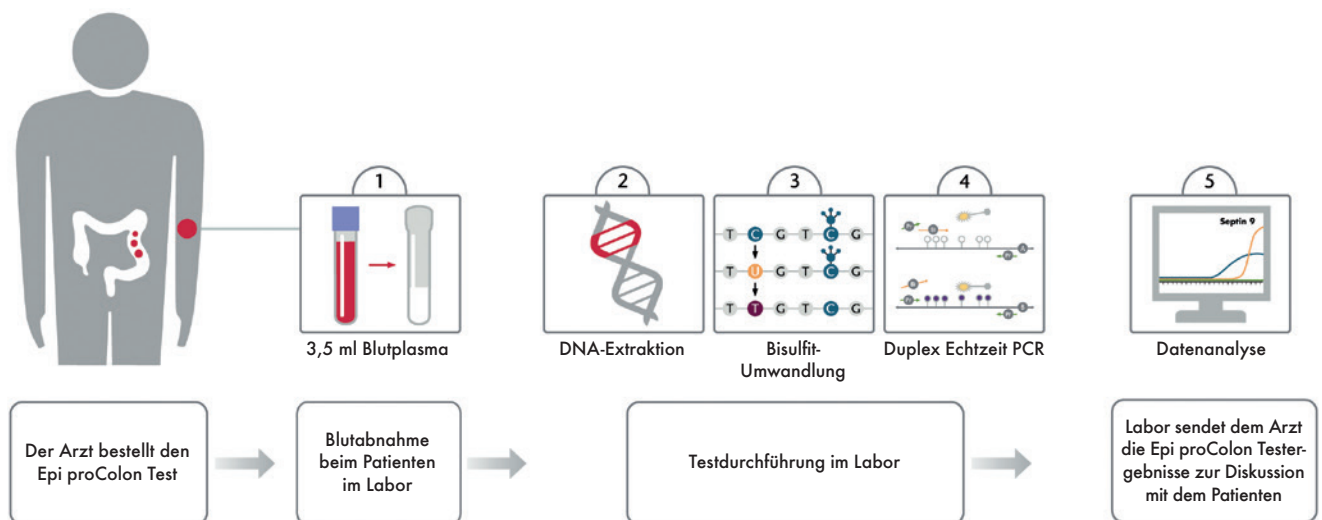 1
2
3
4
5
T C G T C G
T U G T C G
T T G T C G
Septin 9
3,5 ml Blutplasma
DNA-Extraktion
Bisulfit-
Umwandlung
Duplex Echtzeit PCR
Datenanalyse
Der Arzt bestellt den
Epi proColon Test
Blutabnahme
beim Patienten
im Labor
Testdurchführung im Labor
Labor sendet dem Arzt
die Epi proColon Tester-
gebnisse zur Diskussion
mit dem Patienten